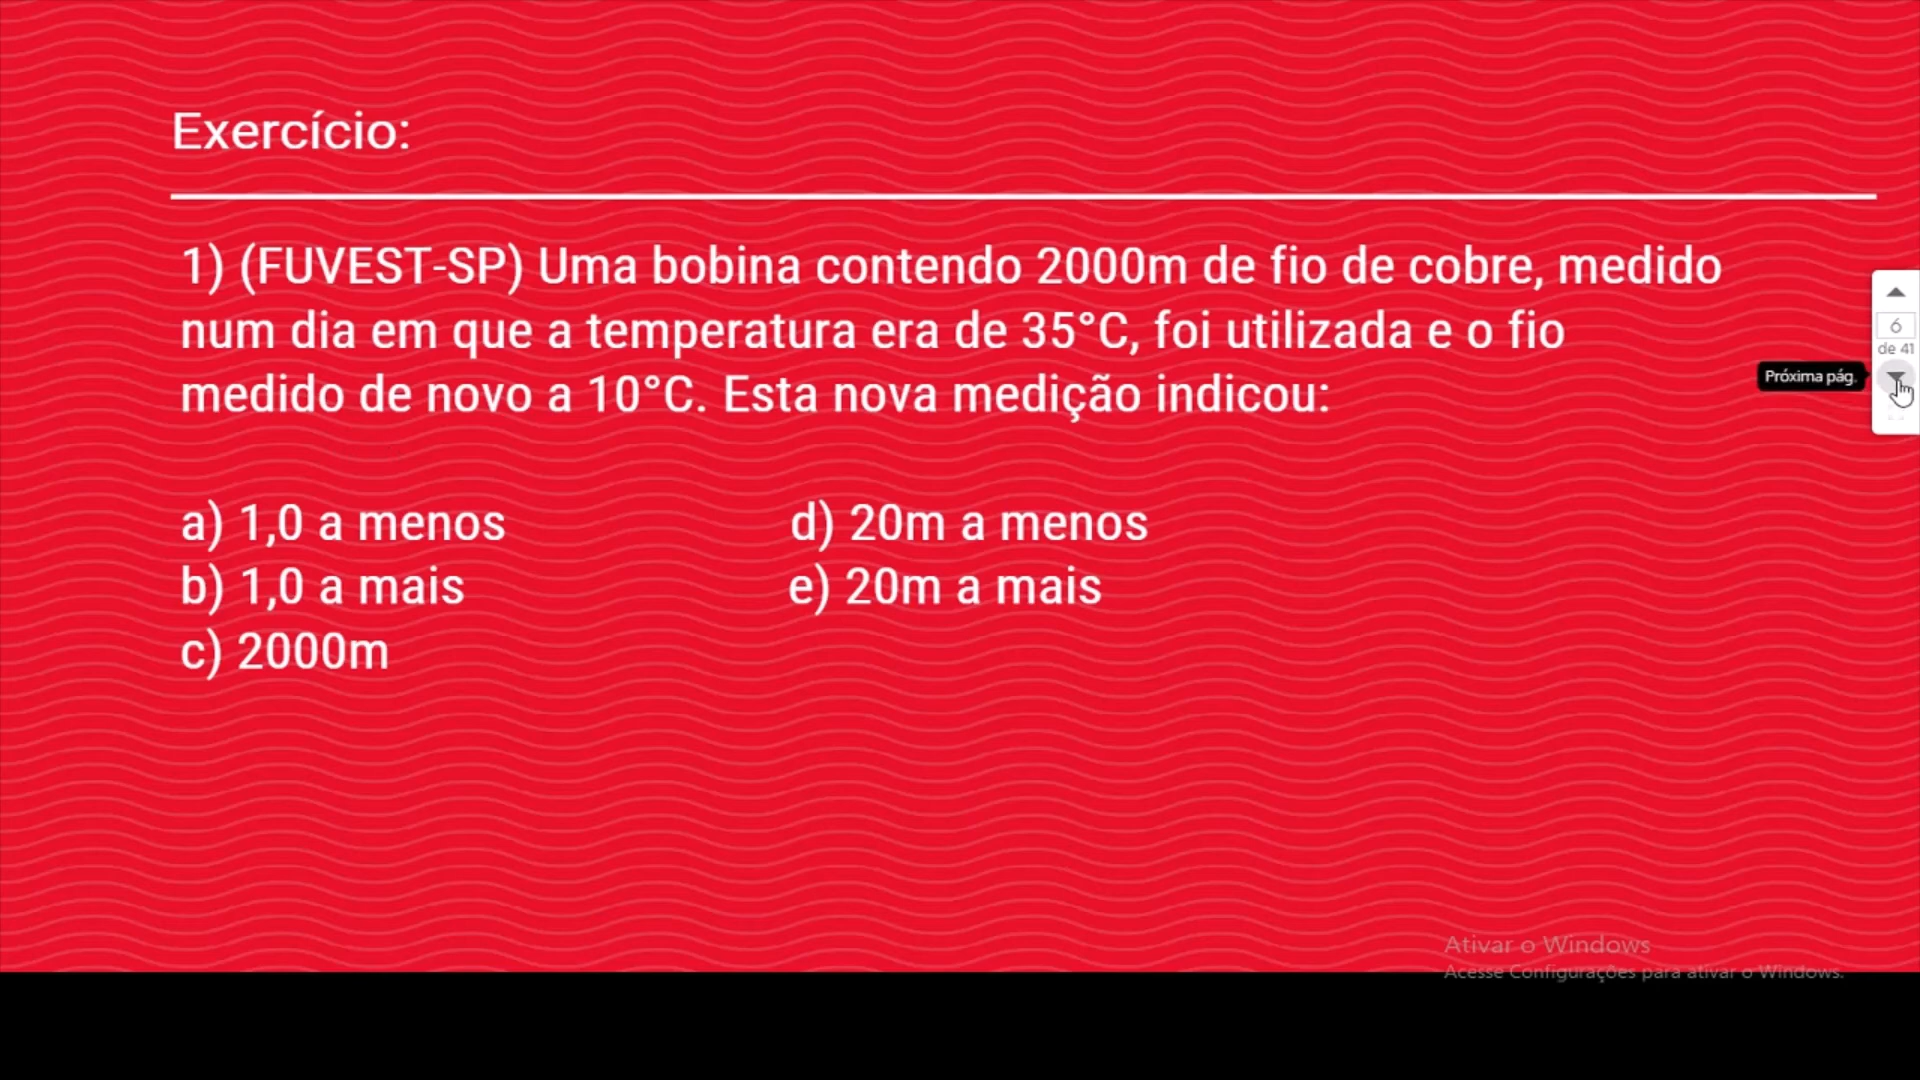 Exercício:
1) (FUVEST-SP) Uma bobina contendo 2000m de fio de cobre, medido
num dia em que a temperatura era de 35°C, foi utilizada e o fio
medido de novo a 10°C. Esta nova medição indicou:
a) 1,0 a menos
b) 1,0 a mais
c) 2000m
d) 20m a menos
e) 20m a mais
6
de 41
Próxima pág.
Ativar o Windows
Acesse Configurações para ativar o Windows.